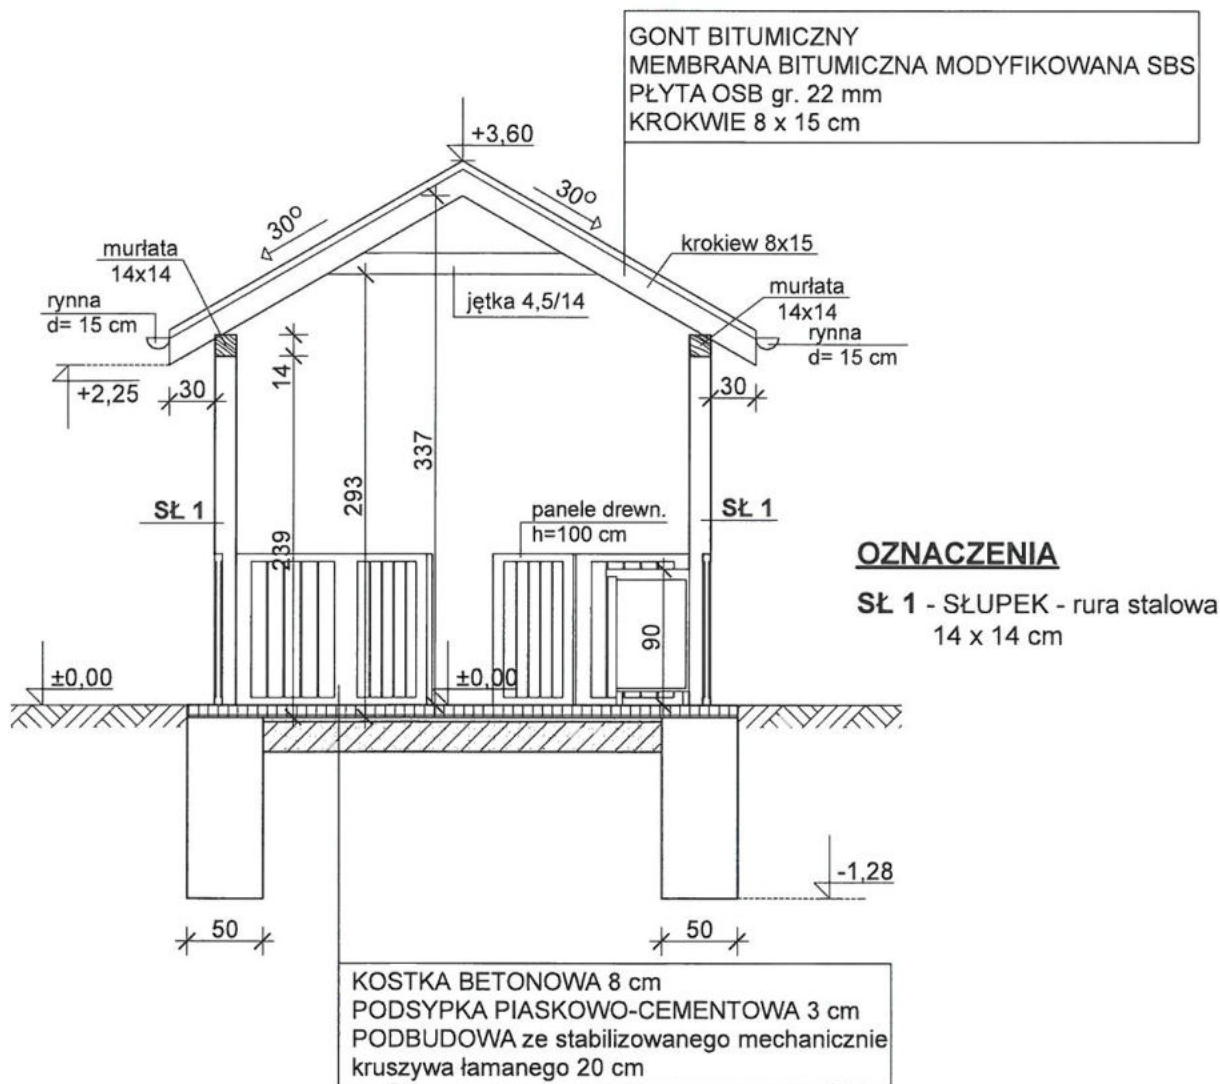 GONT BITUMICZNY
MEMBRANA BITUMICZNA MODYFIKOWANA SBS
PŁYTA OSB gr. 22 mm
KROKWIE 8 x 15 cm
+3,60
30°
30°
murłata
14x14
krokiew 8x15
rynna
d= 15 cm
jętka 4,5/14
murłata
14x14
rynna
d= 15 cm
+2,25
30
14
30
337
293
239
SŁ 1
panele drewn.
h=100 cm
SŁ 1
OZNACZENIA
SŁ 1 - SŁUPEK - rura stalowa
14 x 14 cm
90
±0,00
±0,00
-1,28
50
50
KOSTKA BETONOWA 8 cm
PODSYPKA PIASKOWO-CEMENTOWA 3 cm
PODBUDOWA ze stabilizowanego mechanicznie
kruszywa łamanego 20 cm